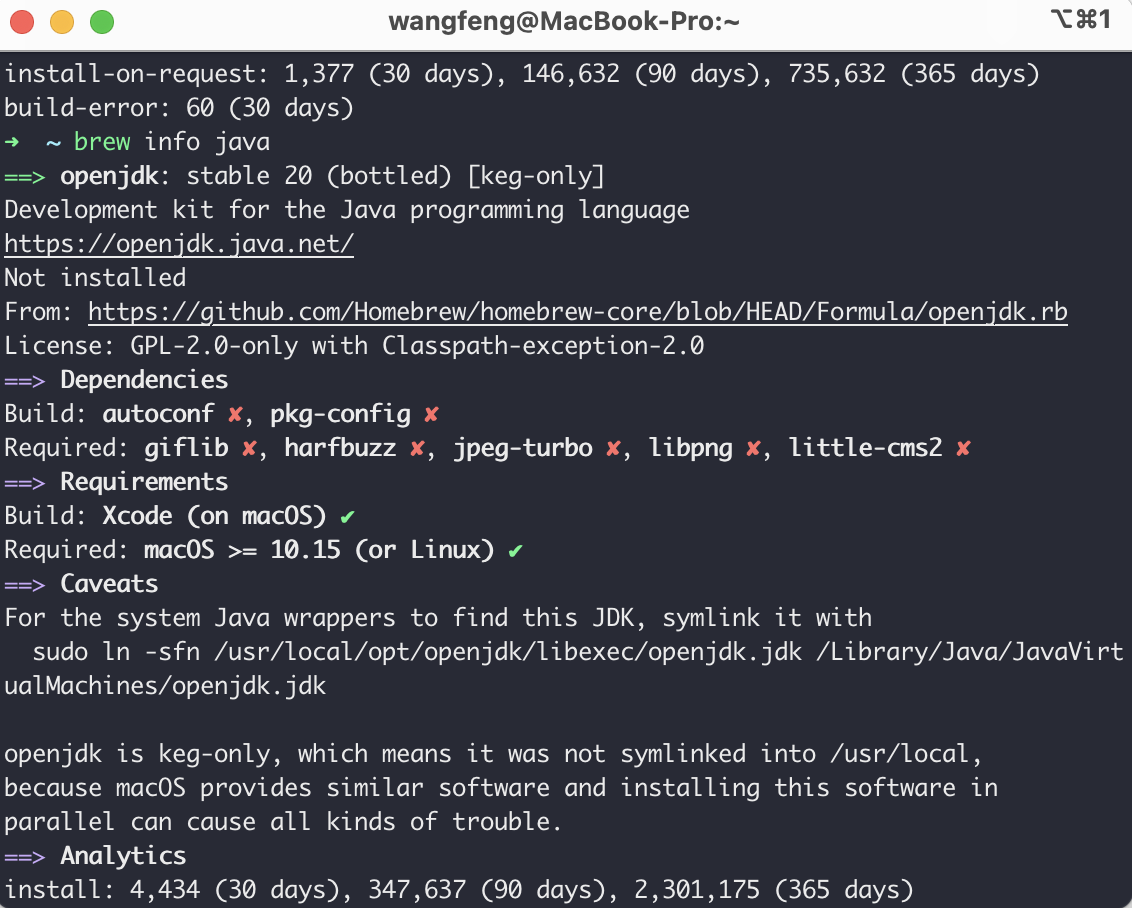 wangfeng@MacBook-Pro:~
⌥⌘1
install-on-request: 1,377 (30 days), 146,632 (90 days), 735,632 (365 days)
build-error: 60 (30 days)
➜  ~ brew info java
==> openjdk: stable 20 (bottled) [keg-only]
Development kit for the Java programming language
https://openjdk.java.net/
Not installed
From: https://github.com/Homebrew/homebrew-core/blob/HEAD/Formula/openjdk.rb
License: GPL-2.0-only with Classpath-exception-2.0
==> Dependencies
Build: autoconf ✘, pkg-config ✘
Required: giflib ✘, harfbuzz ✘, jpeg-turbo ✘, libpng ✘, little-cms2 ✘
==> Requirements
Build: Xcode (on macOS) ✔
Required: macOS >= 10.15 (or Linux) ✔
==> Caveats
For the system Java wrappers to find this JDK, symlink it with
  sudo ln -sfn /usr/local/opt/openjdk/libexec/openjdk.jdk /Library/Java/JavaVirt
ualMachines/openjdk.jdk
openjdk is keg-only, which means it was not symlinked into /usr/local,
because macOS provides similar software and installing this software in
parallel can cause all kinds of trouble.
==> Analytics
install: 4,434 (30 days), 347,637 (90 days), 2,301,175 (365 days)